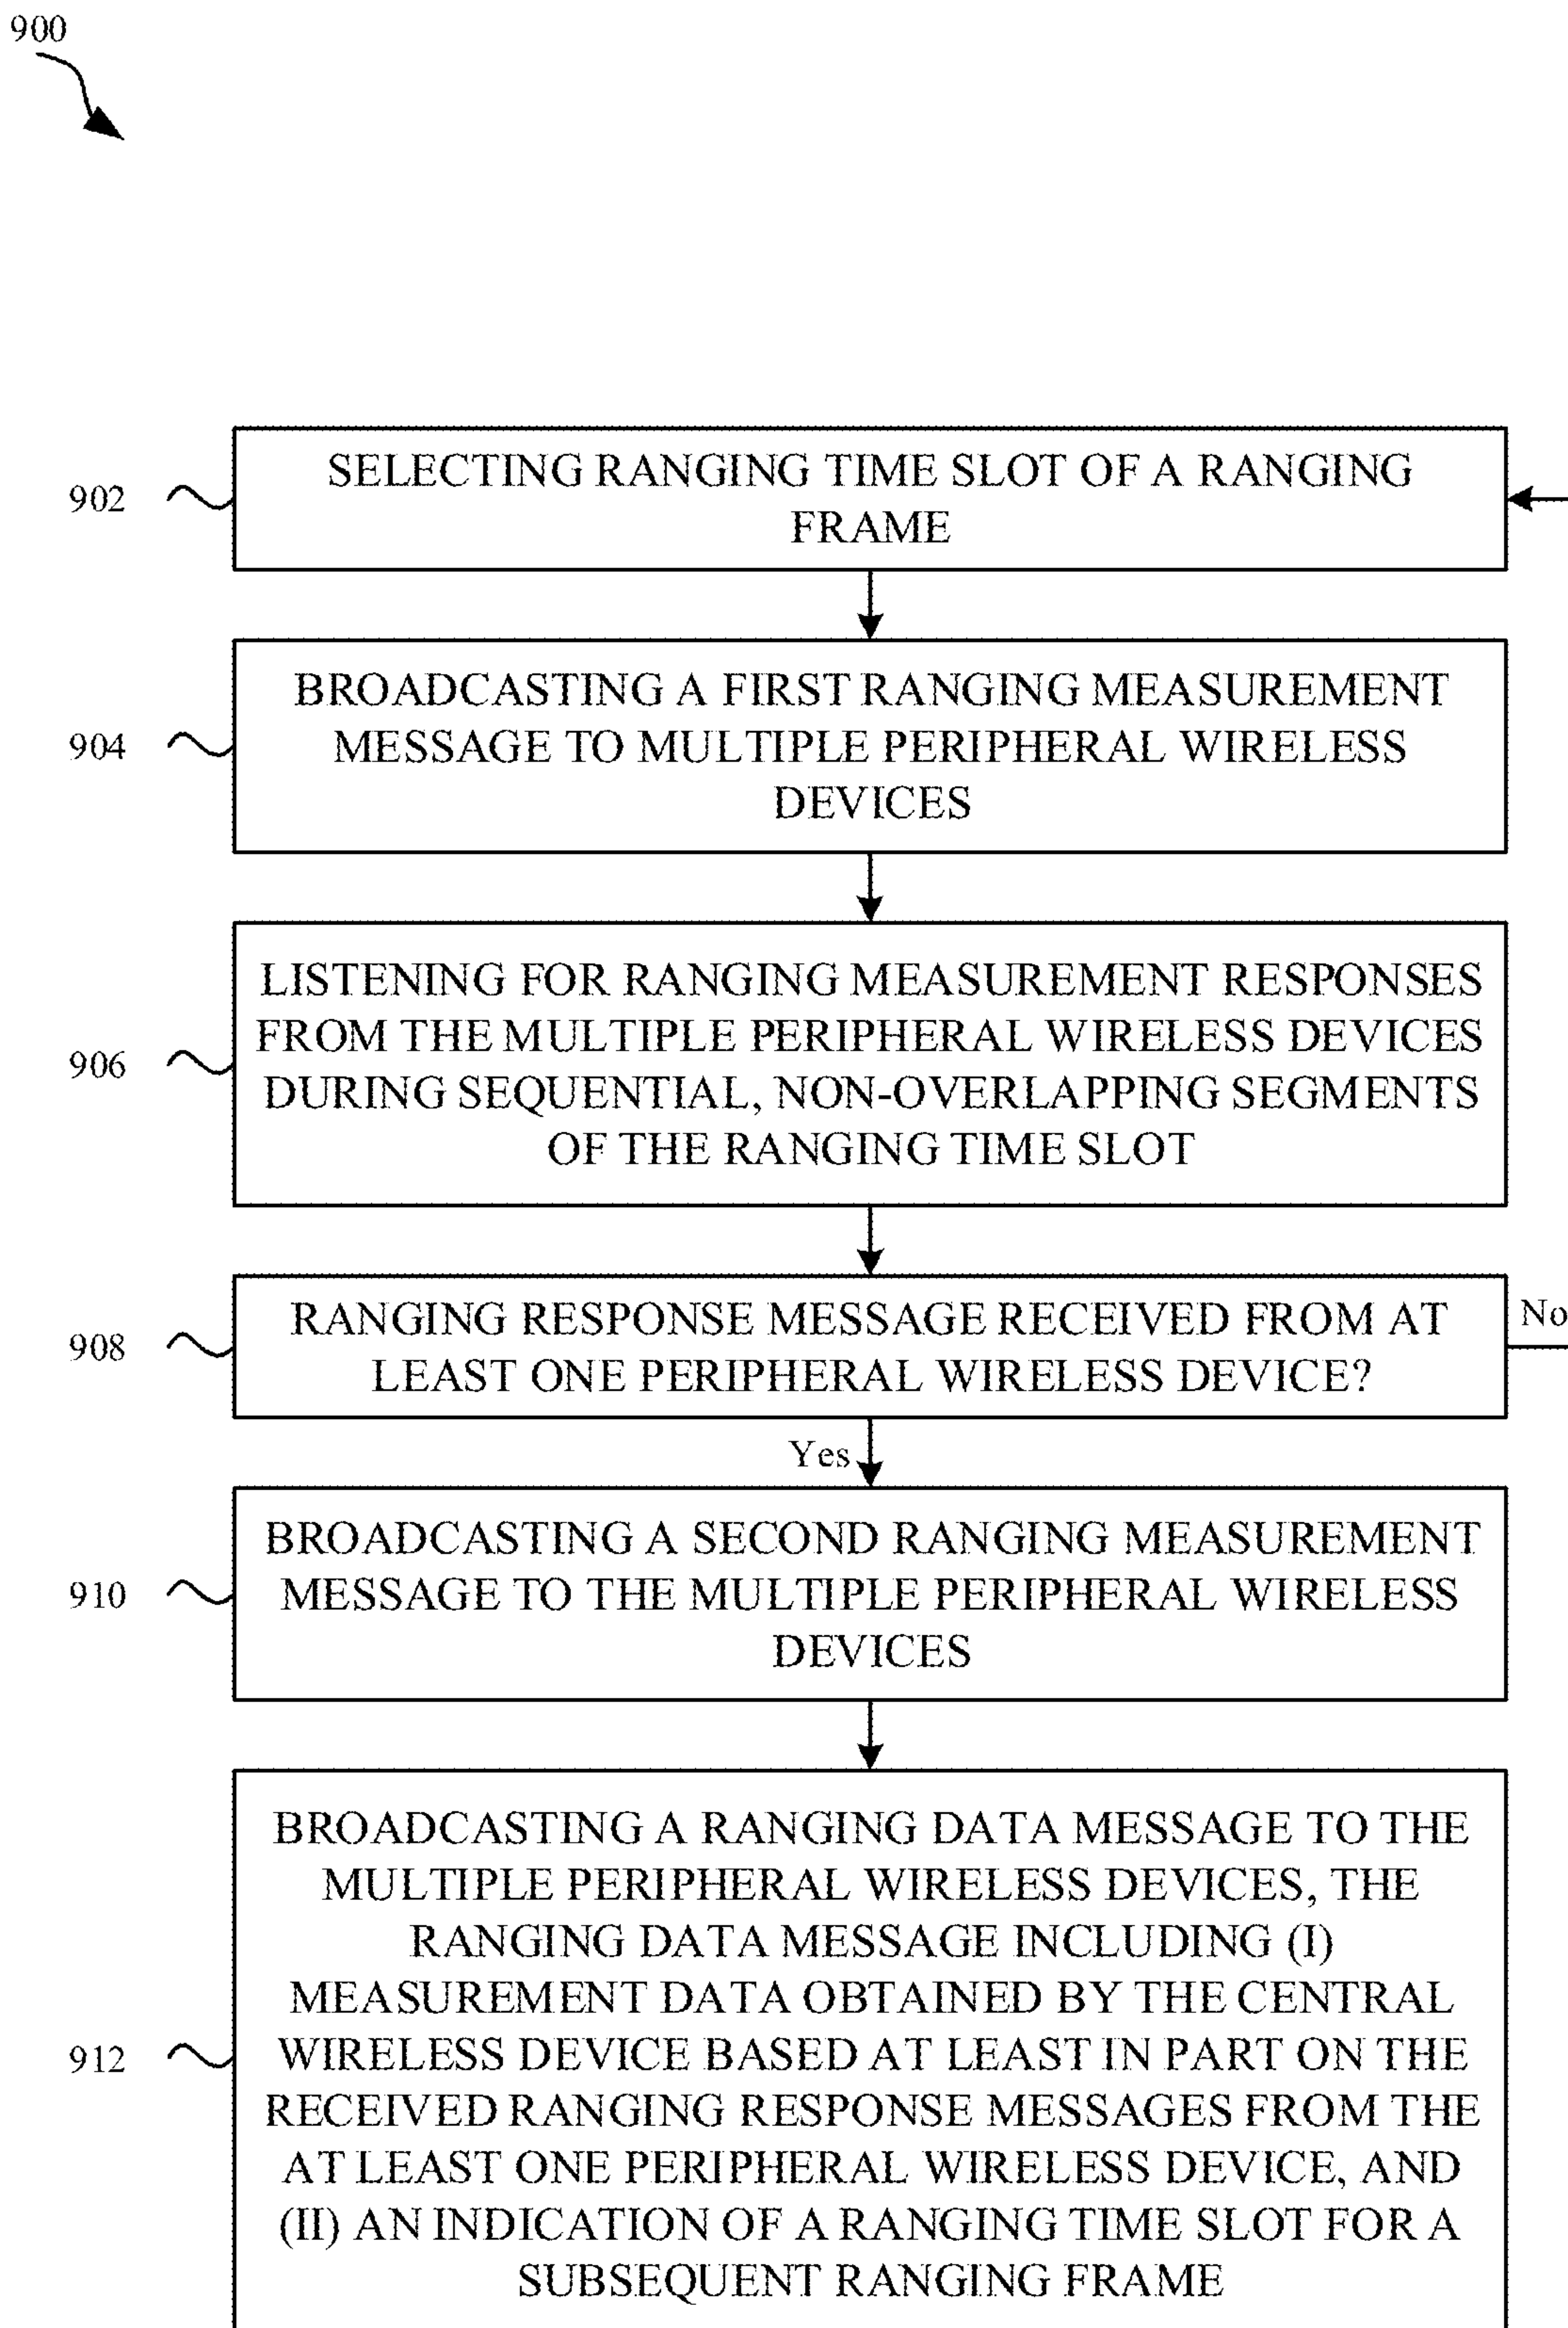 900
902
SELECTING RANGING TIME SLOT OF A RANGING
FRAME
904
BROADCASTING A FIRST RANGING MEASUREMENT
MESSAGE TO MULTIPLE PERIPHERAL WIRELESS
DEVICES
906
LISTENING FOR RANGING MEASUREMENT RESPONSES
FROM THE MULTIPLE PERIPHERAL WIRELESS DEVICES
DURING SEQUENTIAL, NON-OVERLAPPING SEGMENTS
OF THE RANGING TIME SLOT
908
RANGING RESPONSE MESSAGE RECEIVED FROM AT
LEAST ONE PERIPHERAL WIRELESS DEVICE?
No
Yes
910
BROADCASTING A SECOND RANGING MEASUREMENT
MESSAGE TO THE MULTIPLE PERIPHERAL WIRELESS
DEVICES
912
BROADCASTING A RANGING DATA MESSAGE TO THE
MULTIPLE PERIPHERAL WIRELESS DEVICES, THE
RANGING DATA MESSAGE INCLUDING (I)
MEASUREMENT DATA OBTAINED BY THE CENTRAL
WIRELESS DEVICE BASED AT LEAST IN PART ON THE
RECEIVED RANGING RESPONSE MESSAGES FROM THE
AT LEAST ONE PERIPHERAL WIRELESS DEVICE, AND
(II) AN INDICATION OF A RANGING TIME SLOT FOR A
SUBSEQUENT RANGING FRAME